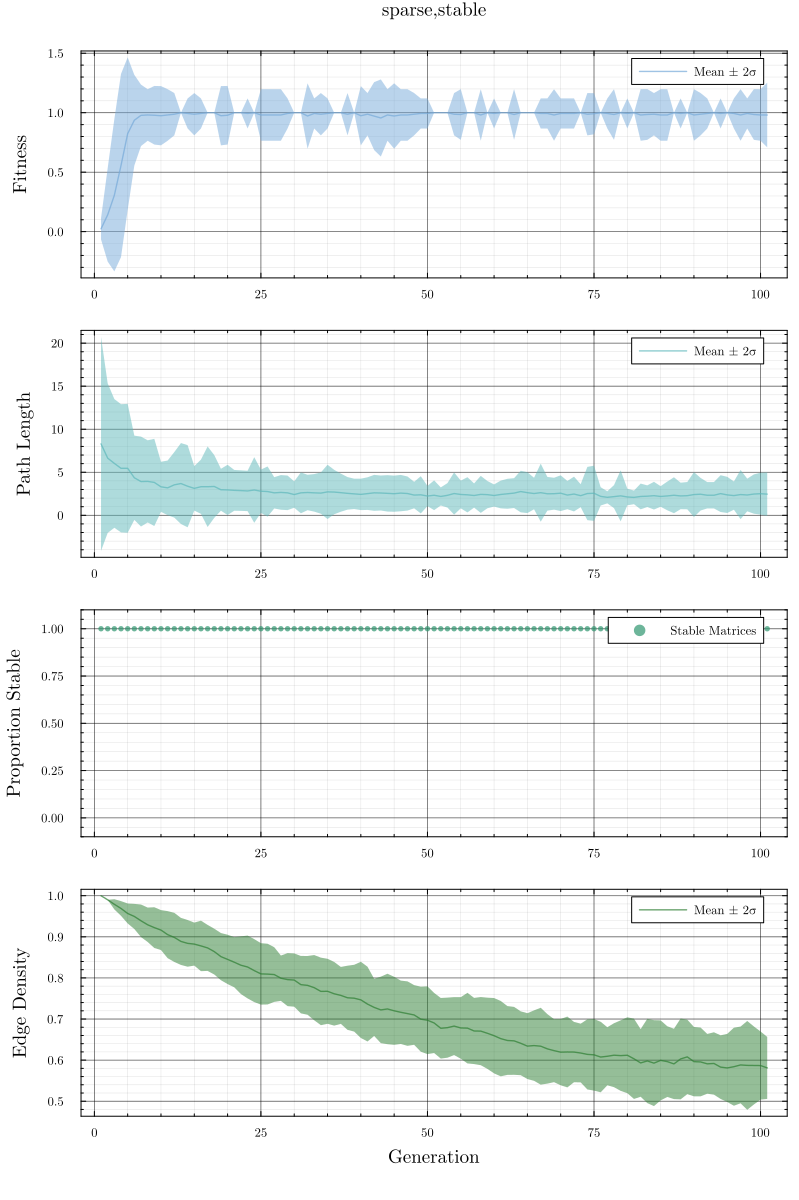 sparse,stable
1.5
1.0
0.5
0.0
Fitness
Mean ± 2σ
0 25 50 75 100
20
15
10
5
0
Path Length
Mean ± 2σ
0 25 50 75 100
1.00
0.75
0.50
0.25
0.00
Proportion Stable
Stable Matrices
0 25 50 75 100
1.0
0.9
0.8
0.7
0.6
0.5
Edge Density
Mean ± 2σ
0 25 50 75 100
Generation